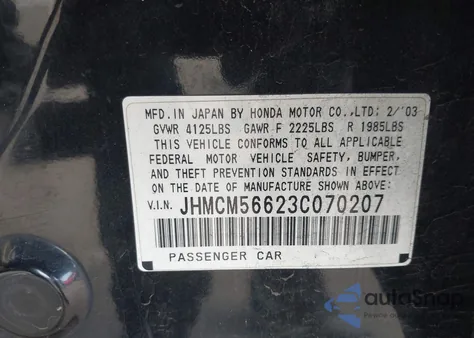 MFD.IN JAPAN BY HONDA MOTOR CO.,LTD: 2/'03
GVWR 4125LBS GAWR F 2225LBS R 1985LBS
THIS VEHICLE CONFORMS TO ALL APPLICABLE
FEDERAL MOTOR VEHICLE SAFETY, BUMPER,
AND THEFT PREVENTION STANDARDS IN EFFECT
ON THE DATE OF MANUFACTURE SHOWN ABOVE:
V.I.N. JHMCM56623C070207
PASSENGER CAR
autoSnap